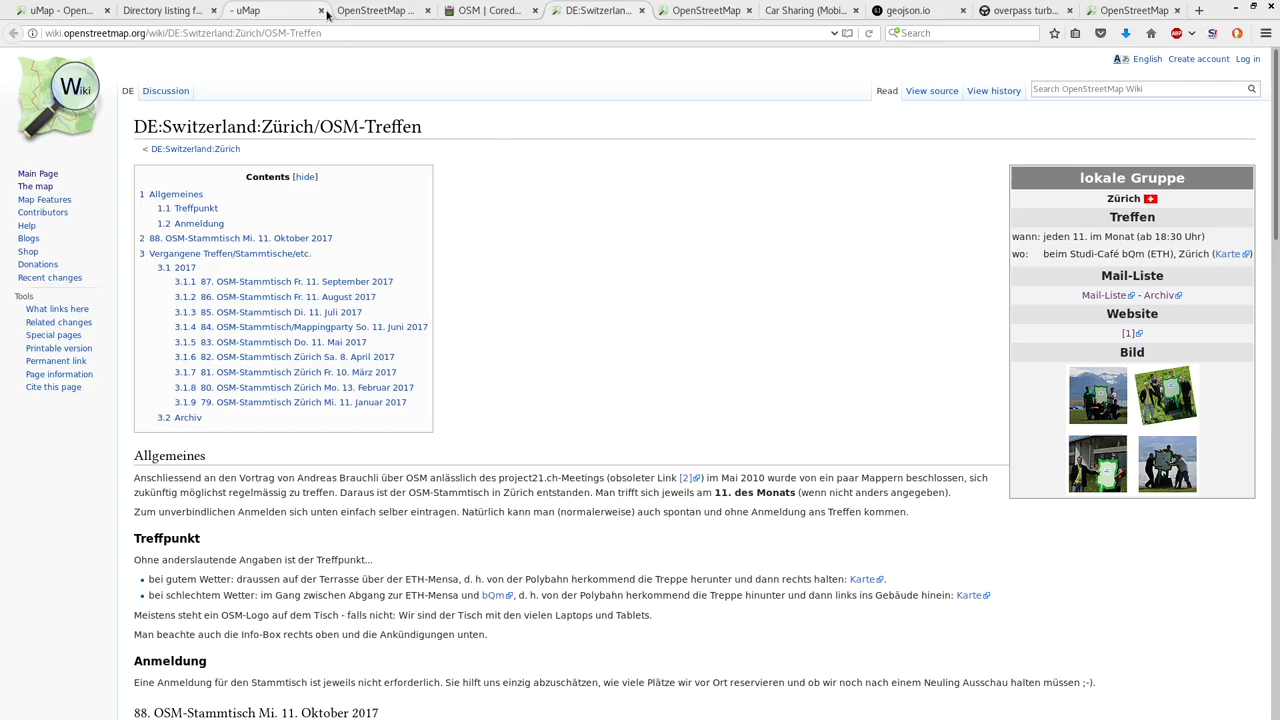 uMap - Open...
Directory listing f...
- uMap
OpenStreetMap ...
OSM | Cored...
DE:Switzerlan...
OpenStreetMap ...
Car Sharing (Mobi...
geojson.io
overpass turb...
OpenStreetMap ...
wiki.openstreetmap.org/wiki/DE:Switzerland:Zürich/OSM-Treffen
Search
English Create account Log in
DE Discussion Read View source View history Search OpenStreetMap Wiki
Wiki
Main Page
The map
Map Features
Contributors
Help
Blogs
Shop
Donations
Recent changes
Tools
What links here
Related changes
Special pages
Printable version
Permanent link
Page information
Cite this page
DE:Switzerland:Zürich/OSM-Treffen
< DE:Switzerland:Zürich
Contents [hide]
1 Allgemeines
1.1 Treffpunkt
1.2 Anmeldung
2 88. OSM-Stammtisch Mi. 11. Oktober 2017
3 Vergangene Treffen/Stammtische/etc.
3.1 2017
3.1.1 87. OSM-Stammtisch Fr. 11. September 2017
3.1.2 86. OSM-Stammtisch Fr. 11. August 2017
3.1.3 85. OSM-Stammtisch Di. 11. Juli 2017
3.1.4 84. OSM-Stammtisch/Mappingparty So. 11. Juni 2017
3.1.5 83. OSM-Stammtisch Do. 11. Mai 2017
3.1.6 82. OSM-Stammtisch Zürich Sa. 8. April 2017
3.1.7 81. OSM-Stammtisch Zürich Fr. 10. März 2017
3.1.8 80. OSM-Stammtisch Zürich Mo. 13. Februar 2017
3.1.9 79. OSM-Stammtisch Zürich Mi. 11. Januar 2017
3.2 Archiv
lokale Gruppe
Zürich
Treffen
wann: jeden 11. im Monat (ab 18:30 Uhr)
wo: beim Studi-Café bQm (ETH), Zürich (Karte)
Mail-Liste
Mail-Liste - Archiv
Website
[1]
Bild
Allgemeines
Anschliessend an den Vortrag von Andreas Brauchli über OSM anlässlich des project21.ch-Meetings (obsoleter Link [2]) im Mai 2010 wurde von ein paar Mappern beschlossen, sich
zukünftig möglichst regelmässig zu treffen. Daraus ist der OSM-Stammtisch in Zürich entstanden. Man trifft sich jeweils am 11. des Monats (wenn nicht anders angegeben).
Zum unverbindlichen Anmelden sich unten einfach selber eintragen. Natürlich kann man (normalerweise) auch spontan und ohne Anmeldung ans Treffen kommen.
Treffpunkt
Ohne anderslautende Angaben ist der Treffpunkt...
• bei gutem Wetter: draussen auf der Terrasse über der ETH-Mensa, d. h. von der Polybahn herkommend die Treppe herunter und dann rechts halten: Karte.
• bei schlechtem Wetter: im Gang zwischen Abgang zur ETH-Mensa und bQm, d. h. von der Polybahn herkommend die Treppe hinunter und dann links ins Gebäude hinein: Karte
Meistens steht ein OSM-Logo auf dem Tisch - falls nicht: Wir sind der Tisch mit den vielen Laptops und Tablets.
Man beachte auch die Info-Box rechts oben und die Ankündigungen unten.
Anmeldung
Eine Anmeldung für den Stammtisch ist jeweils nicht erforderlich. Sie hilft uns einzig abzuschätzen, wie viele Plätze wir vor Ort reservieren und ob wir noch nach einem Neuling Ausschau halten müssen ;-).
88. OSM-Stammtisch Mi. 11. Oktober 2017